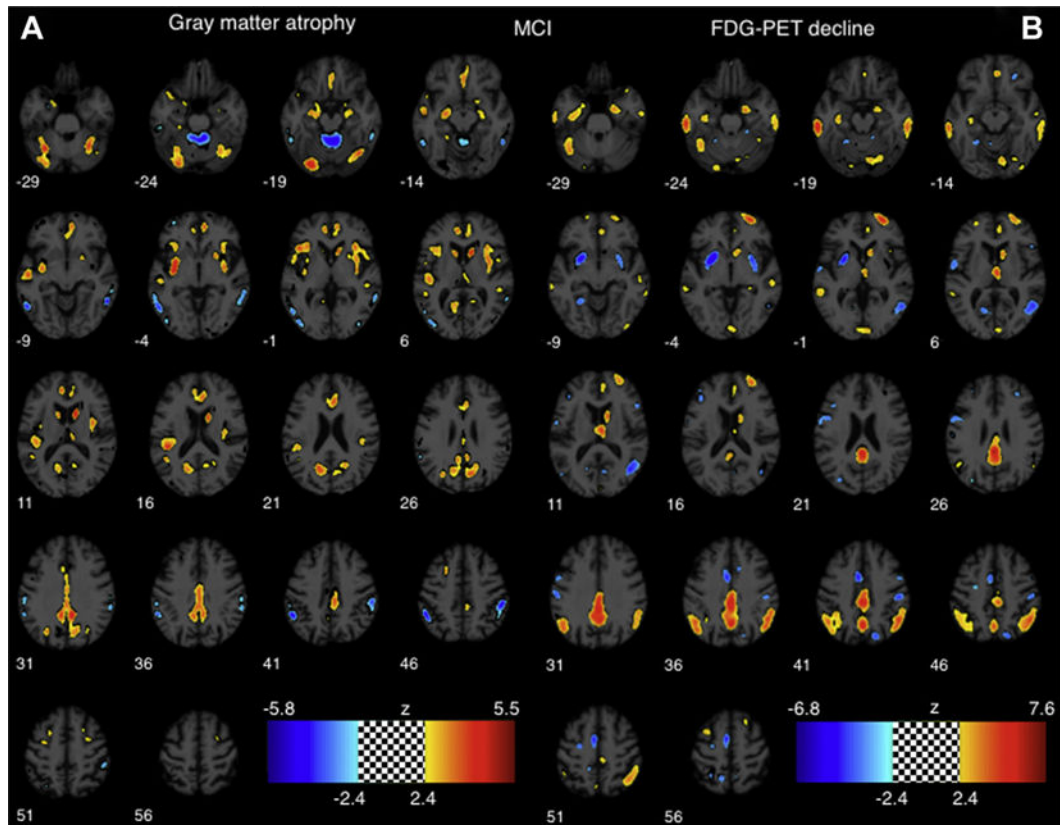 A Gray matter atrophy MCI FDG-PET decline B
-29 -24 -19 -14 -29 -24 -19 -14
-9 -4 -1 6 -9 -4 -1 6
11 16 21 26 11 16 21 26
31 36 41 46 31 36 41 46
-5.8 z 5.5 -6.8 z 7.6
-2.4 2.4 -2.4 2.4
51 56 51 56